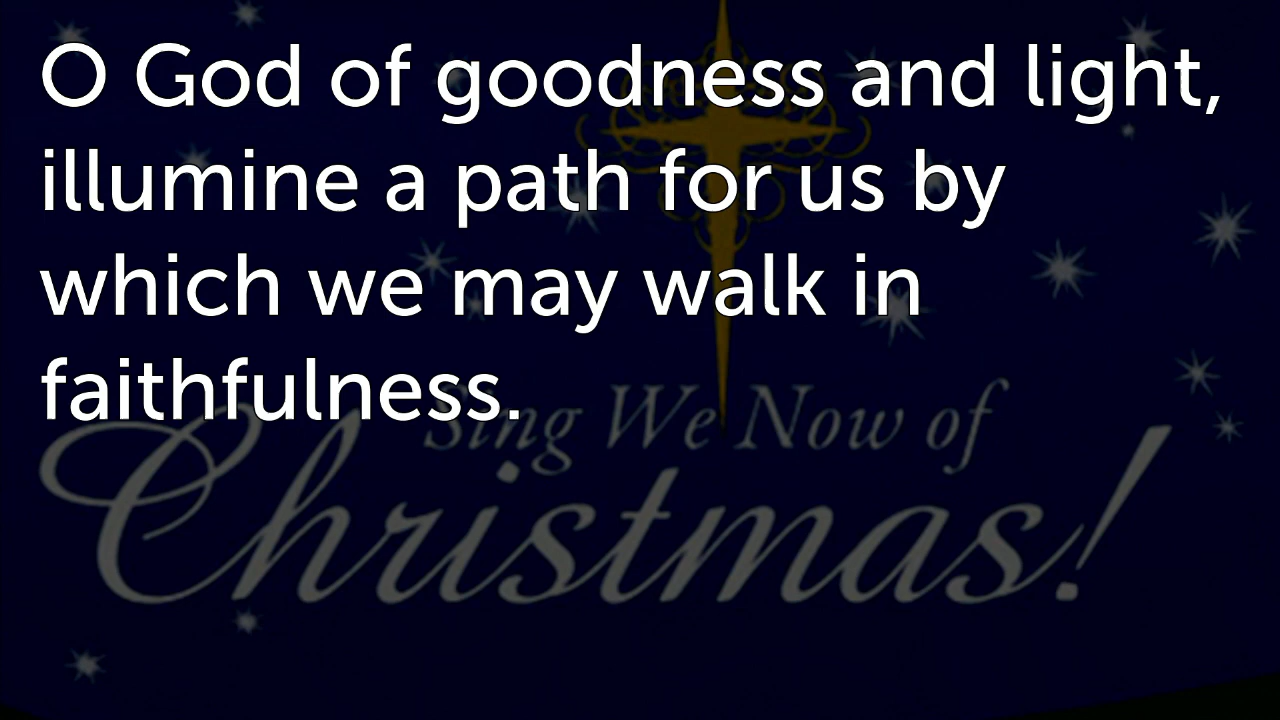 O God of goodness and light,
illumine a path for us by
which we may walk in
faithfulness.
Sing We Now of
Christmas!